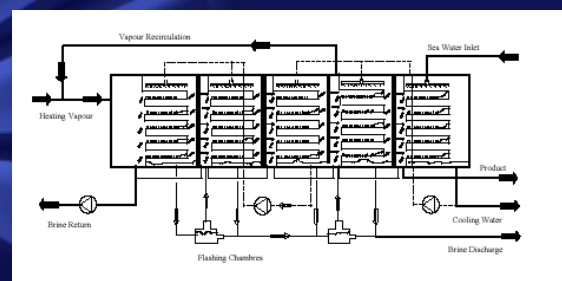 Vapour Recirculation
Sea Water Inlet
Heating Vapour
Product
Cooling Water
Brine Return
Brine Discharge
Flashing Chambres